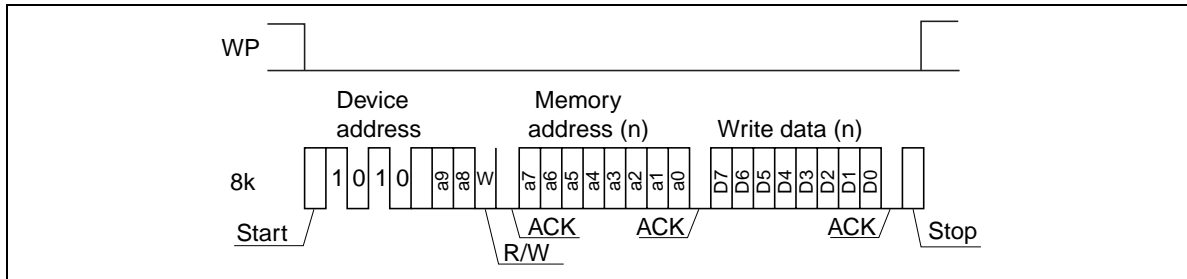 WP
Device
address
Memory
address (n)
Write data (n)
8k
1 0 1 0 a9 a8 W a7 a6 a5 a4 a3 a2 a1 a0 D7 D6 D5 D4 D3 D2 D1 D0
Start
R/W
ACK
ACK
ACK
Stop